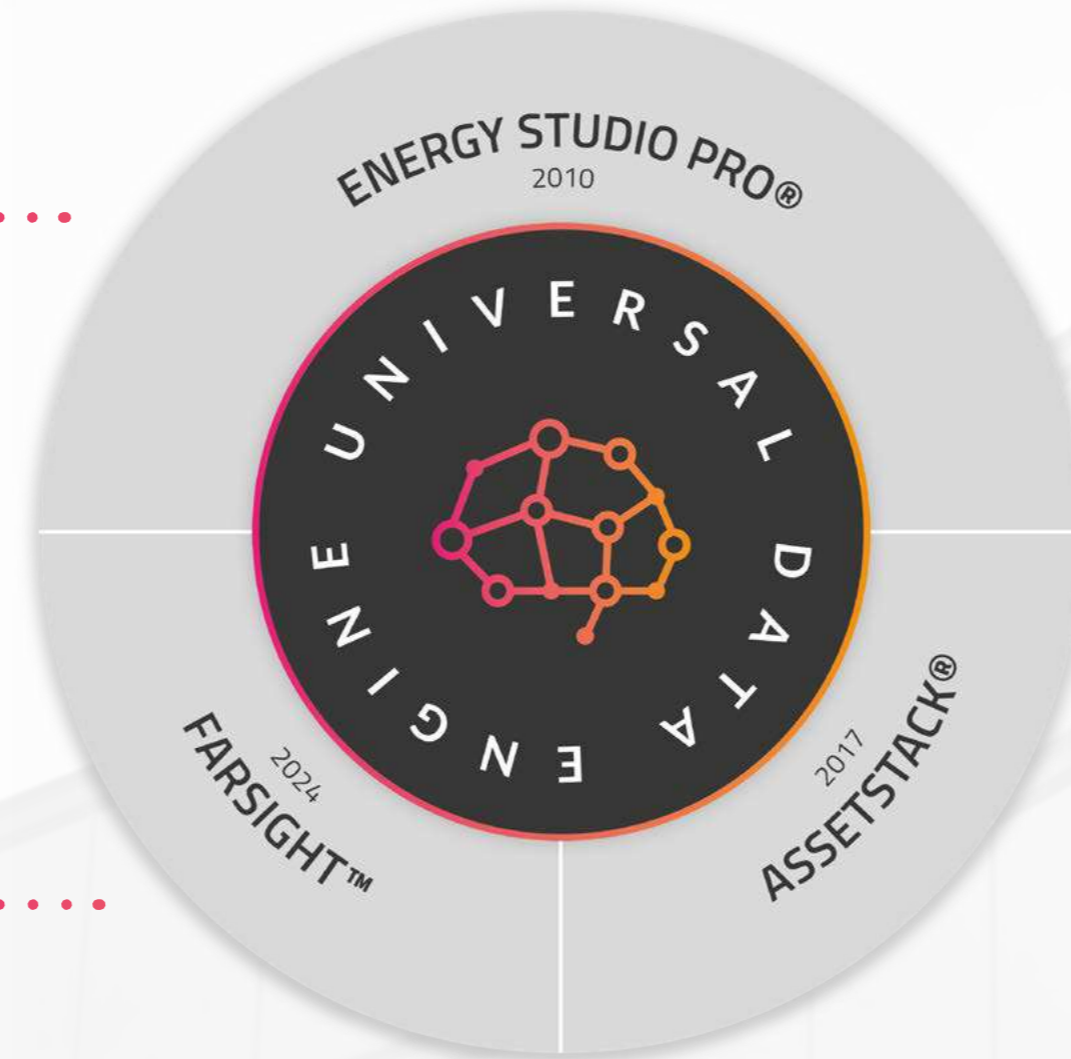 ENERGY STUDIO PRO®
2010
UNIVERSAL DATA ENGINE
2024
FARSIGHT™
2017
ASSETSTACK®